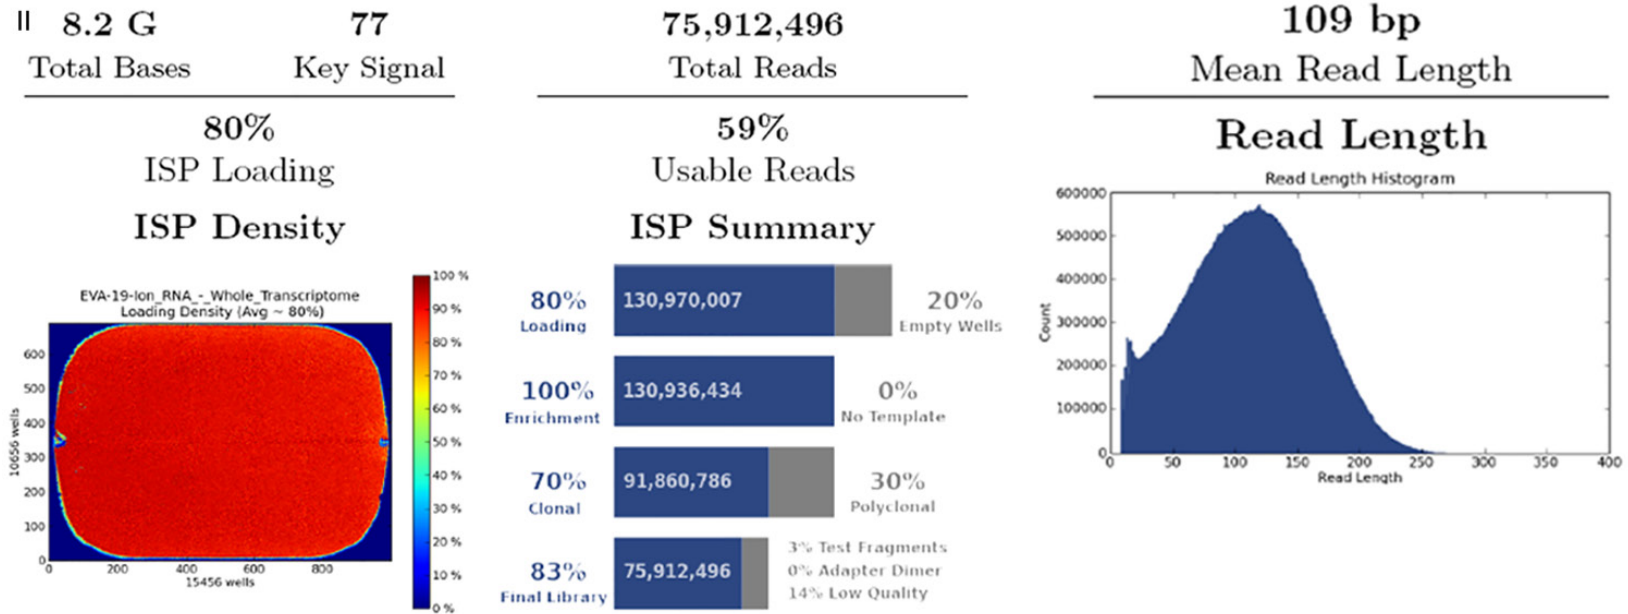 II
8.2 G
Total Bases
77
Key Signal
80%
ISP Loading
ISP Density
EVA-19-Ion_RNA_-_Whole_Transcriptome
Loading Density (Avg ~ 80%)
600
500
400
300
200
100
0
10656 wells
0 200 400 600 800
15456 wells
100 %
90 %
80 %
70 %
60 %
50 %
40 %
30 %
20 %
10 %
0 %
75,912,496
Total Reads
59%
Usable Reads
ISP Summary
80%
Loading
130,970,007
20%
Empty Wells
100%
Enrichment
130,936,434
0%
No Template
70%
Clonal
91,860,786
30%
Polyclonal
83%
Final Library
75,912,496
3% Test Fragments
0% Adapter Dimer
14% Low Quality
109 bp
Mean Read Length
Read Length
Read Length Histogram
600000
500000
400000
300000
200000
100000
0
Count
0 50 100 150 200 250 300 350 400
Read Length